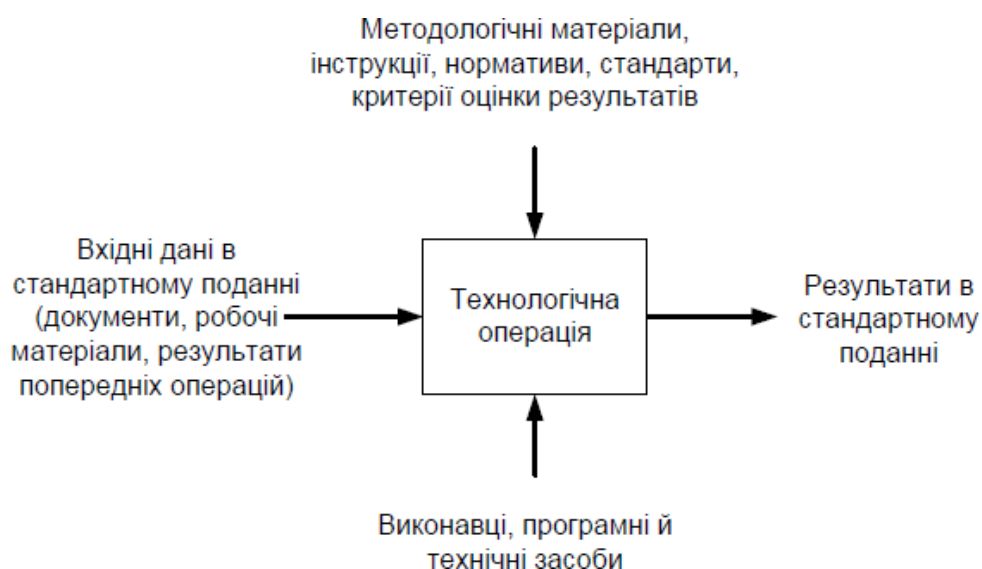 Методологічні матеріали,
інструкції, нормативи, стандарти,
критерії оцінки результатів
Вхідні дані в
стандартному поданні
(документи, робочі
матеріали, результати
попередніх операцій)
Технологічна
операція
Результати в
стандартному
поданні
Виконавці, програмні й
технічні засоби